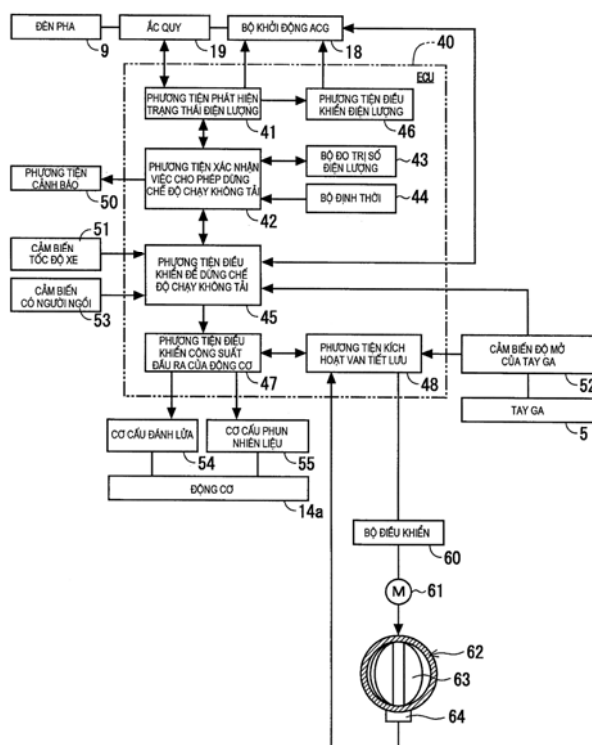 ĐÈN PHA
9
ẮC QUY
19
BỘ KHỞI ĐỘNG ACG
18
40
ECU
PHƯƠNG TIỆN PHÁT HIỆN
TRẠNG THÁI ĐIỆN LƯỢNG
41
PHƯƠNG TIỆN ĐIỀU
KHIỂN ĐIỆN LƯỢNG
46
PHƯƠNG TIỆN XÁC NHẬN
VIỆC CHO PHÉP DỪNG
CHẾ ĐỘ CHẠY KHÔNG TẢI
42
BỘ ĐO TRỊ SỐ
ĐIỆN LƯỢNG
43
BỘ ĐỊNH THỜI
44
PHƯƠNG TIỆN
CẢNH BÁO
50
51
CẢM BIẾN
TỐC ĐỘ XE
CẢM BIẾN
CÓ NGƯỜI NGỒI
53
PHƯƠNG TIỆN ĐIỀU
KHIỂN ĐỂ DỪNG CHẾ
ĐỘ CHẠY KHÔNG TẢI
45
PHƯƠNG TIỆN ĐIỀU
KHIỂN CÔNG SUẤT
ĐẦU RA CỦA ĐỘNG CƠ
47
PHƯƠNG TIỆN KÍCH
HOẠT VAN TIẾT LƯU
48
CẢM BIẾN ĐỘ MỞ
CỦA TAY GA
52
TAY GA
5
CƠ CẤU ĐÁNH LỬA
54
CƠ CẤU PHUN
NHIÊN LIỆU
55
ĐỘNG CƠ
14a
BỘ ĐIỀU KHIỂN
60
M
61
62
63
64